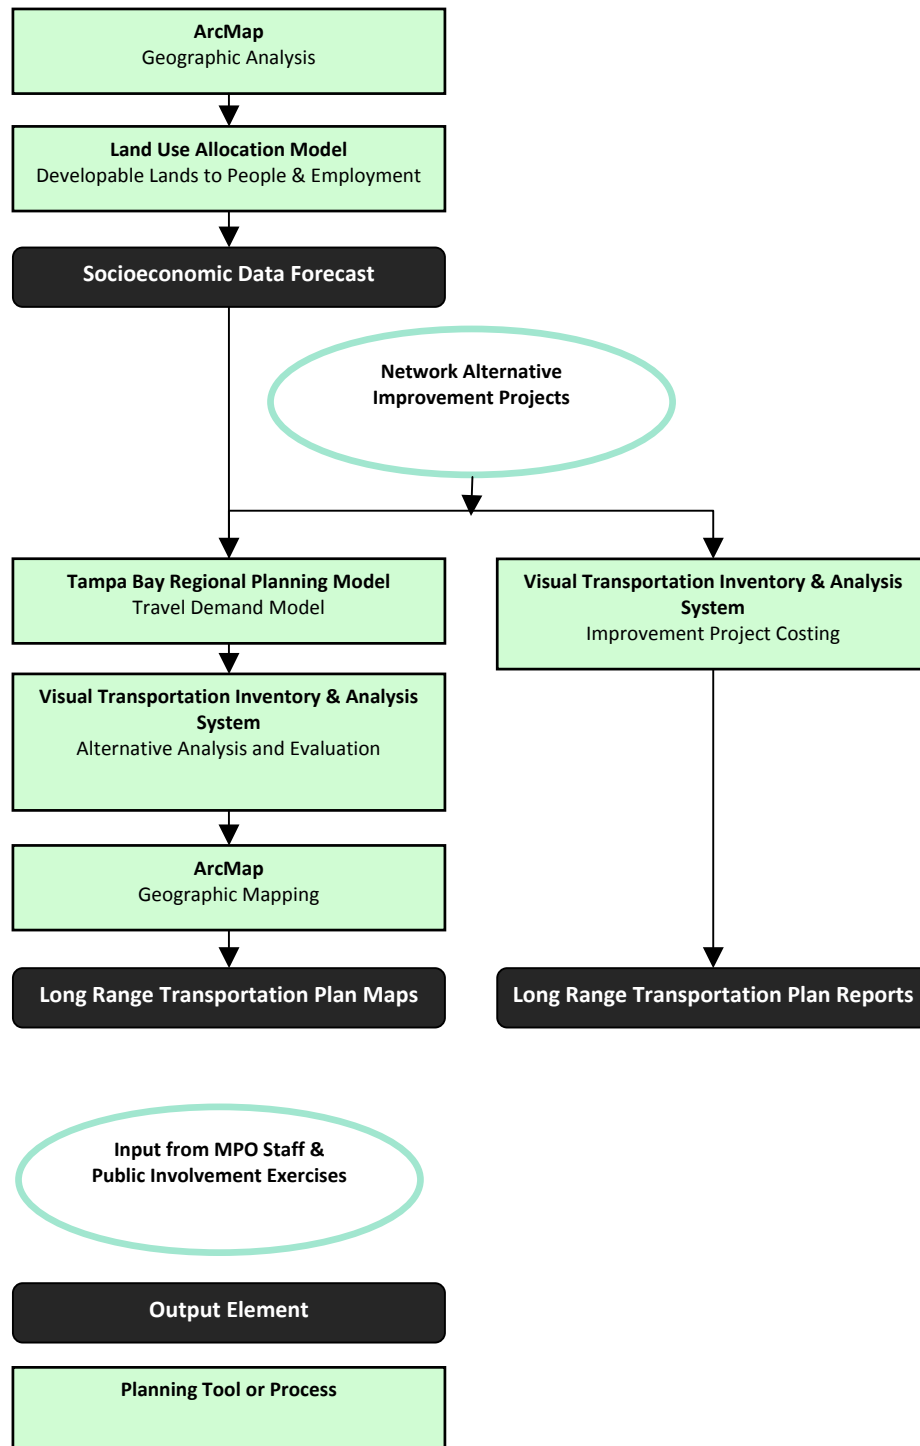 ArcMap
Geographic Analysis
Land Use Allocation Model
Developable Lands to People & Employment
Socioeconomic Data Forecast
Network Alternative
Improvement Projects
Tampa Bay Regional Planning Model
Travel Demand Model
Visual Transportation Inventory & Analysis
System
Improvement Project Costing
Visual Transportation Inventory & Analysis
System
Alternative Analysis and Evaluation
ArcMap
Geographic Mapping
Long Range Transportation Plan Maps
Long Range Transportation Plan Reports
Input from MPO Staff &
Public Involvement Exercises
Output Element
Planning Tool or Process